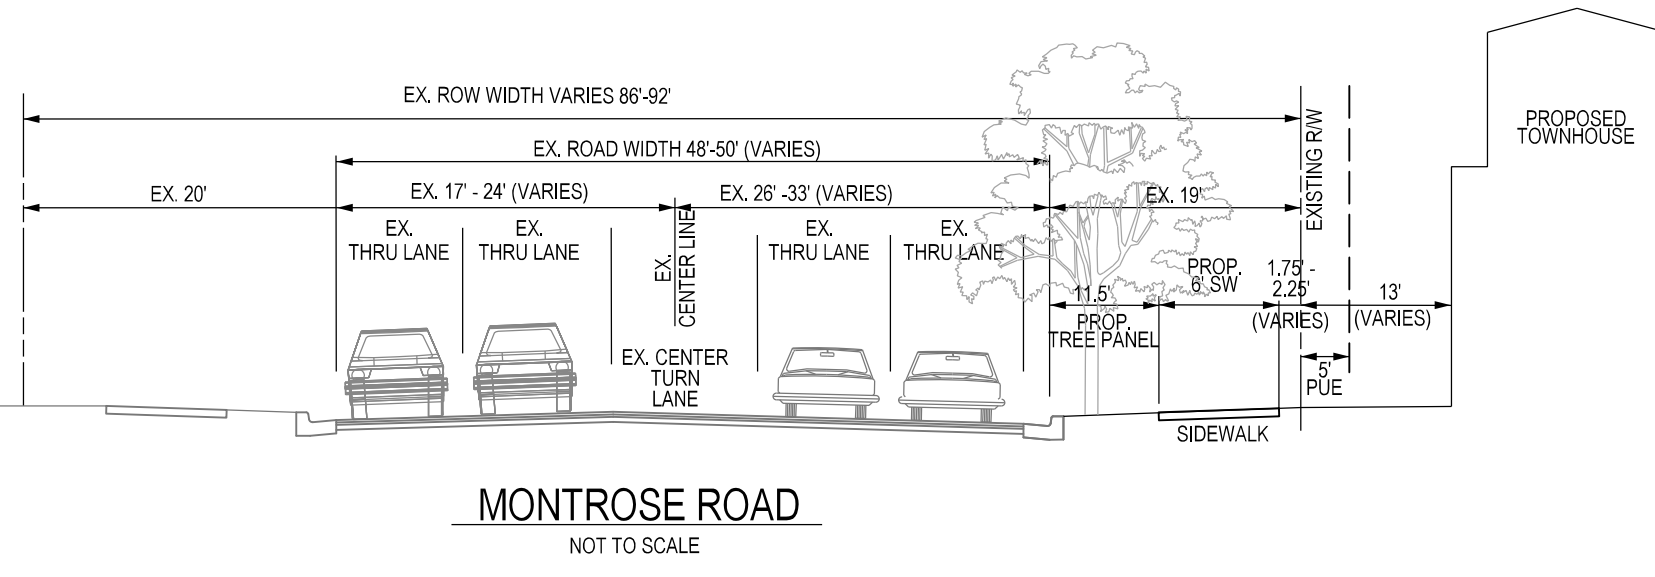 EX. ROW WIDTH VARIES 86'-92'
EX. ROAD WIDTH 48'-50' (VARIES)
EX. 20'
EX. 17' - 24' (VARIES)
EX. 26' -33' (VARIES)
EX. 19'
EX.
THRU LANE
EX.
THRU LANE
EX.
CENTER LINE
EX.
THRU LANE
EX.
THRU LANE
EXISTING R/W
PROPOSED
TOWNHOUSE
EX. CENTER
TURN
LANE
11.5'
PROP.
TREE PANEL
PROP.
6' SW
1.75' -
2.25'
(VARIES)
13'
(VARIES)
5'
PUE
SIDEWALK
MONTROSE ROAD
NOT TO SCALE